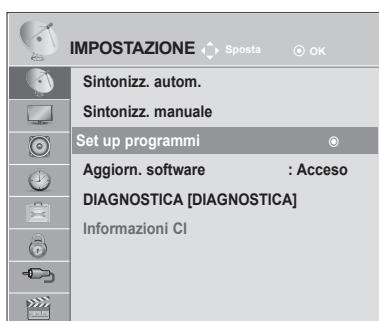 IMPOSTAZIONE Sposta OK
Sintonizz. autom.
Sintonizz. manuale
Set up programmi
Aggiorn. software : Acceso
DIAGNOSTICA [DIAGNOSTICA]
Informazioni CI